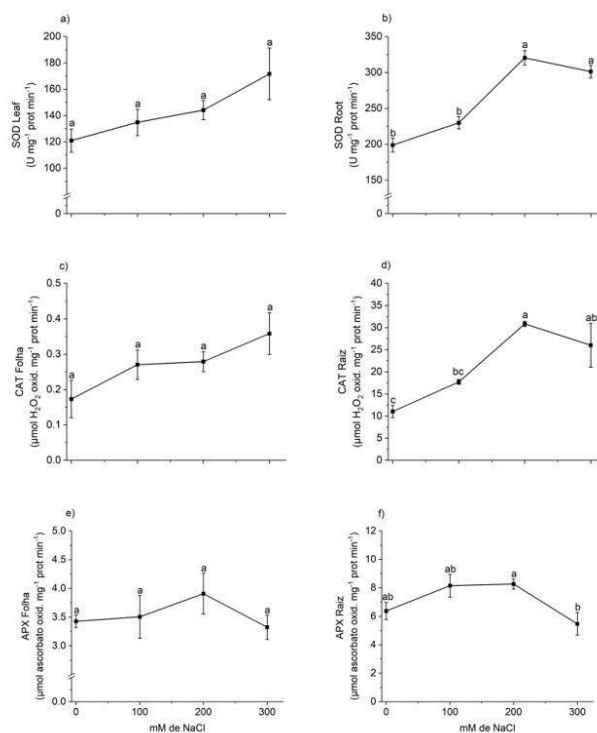 a)
200
180
160
140
120
100
0
SOD Leaf
(U mg⁻¹ prot min⁻¹)
a
a
a
a
b)
350
300
250
200
150
0
SOD Root
(U mg⁻¹ prot min⁻¹)
b
b
a
a
c)
0.5
0.4
0.3
0.2
0.1
0.0
CAT Folha
(µmol H₂O₂ oxid. mg⁻¹ prot min⁻¹)
a
a
a
a
d)
40
35
30
25
20
15
10
5
0
CAT Raiz
(µmol H₂O₂ oxid. mg⁻¹ prot min⁻¹)
c
bc
a
ab
e)
5.0
4.5
4.0
3.5
3.0
0.0
APX Folha
(µmol ascorbato oxid. mg⁻¹ prot min⁻¹)
a
a
a
a
0 100 200 300
mM de NaCl
f)
12
10
8
6
4
2
0
APX Raiz
(µmol ascorbato oxid. mg⁻¹ prot min⁻¹)
ab
ab
a
b
0 100 200 300
mM de NaCl